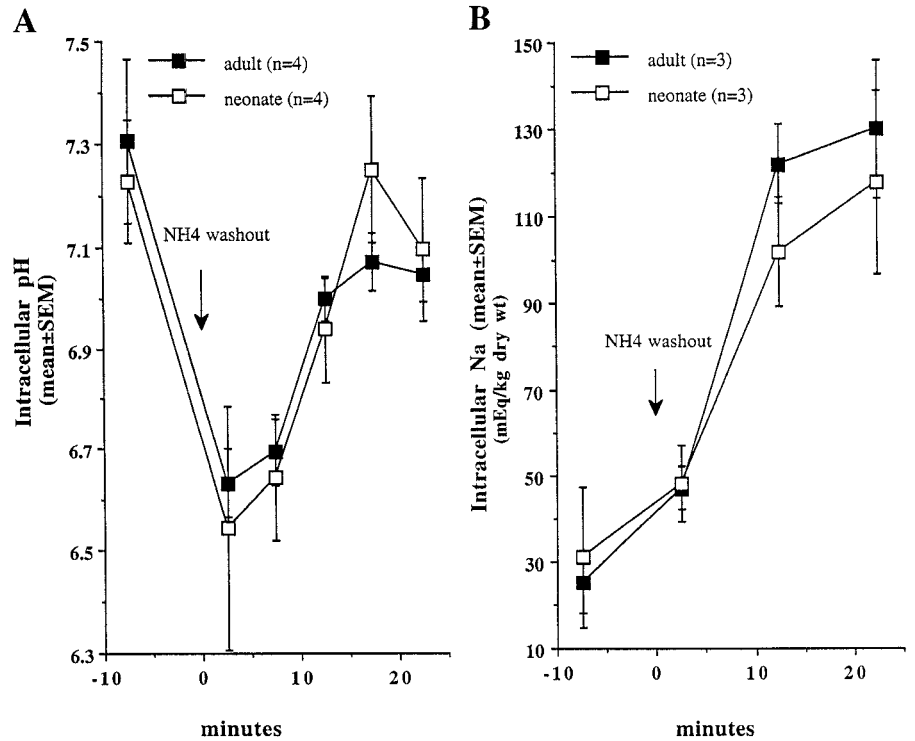 A
7.5
7.3
7.1
6.9
6.7
6.5
6.3
Intracellular pH
(mean±SEM)
adult (n=4)
neonate (n=4)
NH4 washout
-10
0
10
20
minutes
B
150
130
110
90
70
50
30
10
Intracellular Na (mean±SEM)
(mEq/kg dry wt)
adult (n=3)
neonate (n=3)
NH4 washout
-10
0
10
20
minutes